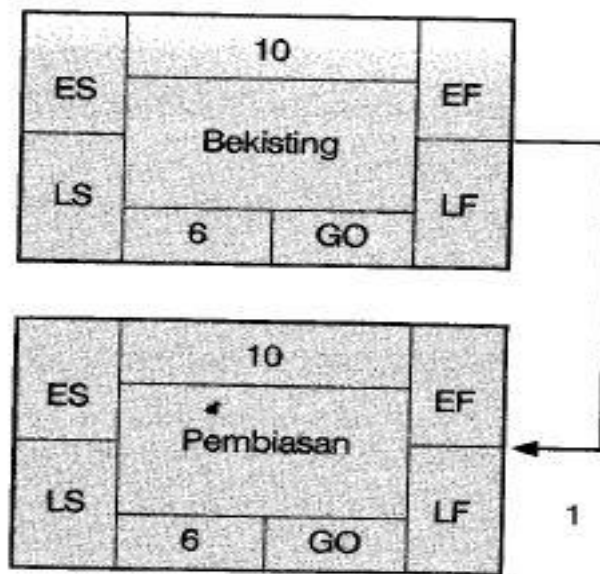 10
ES EF
Bekisting
LS LF
6 GO
10
ES EF
Pembiasan
LS LF
6 GO
1